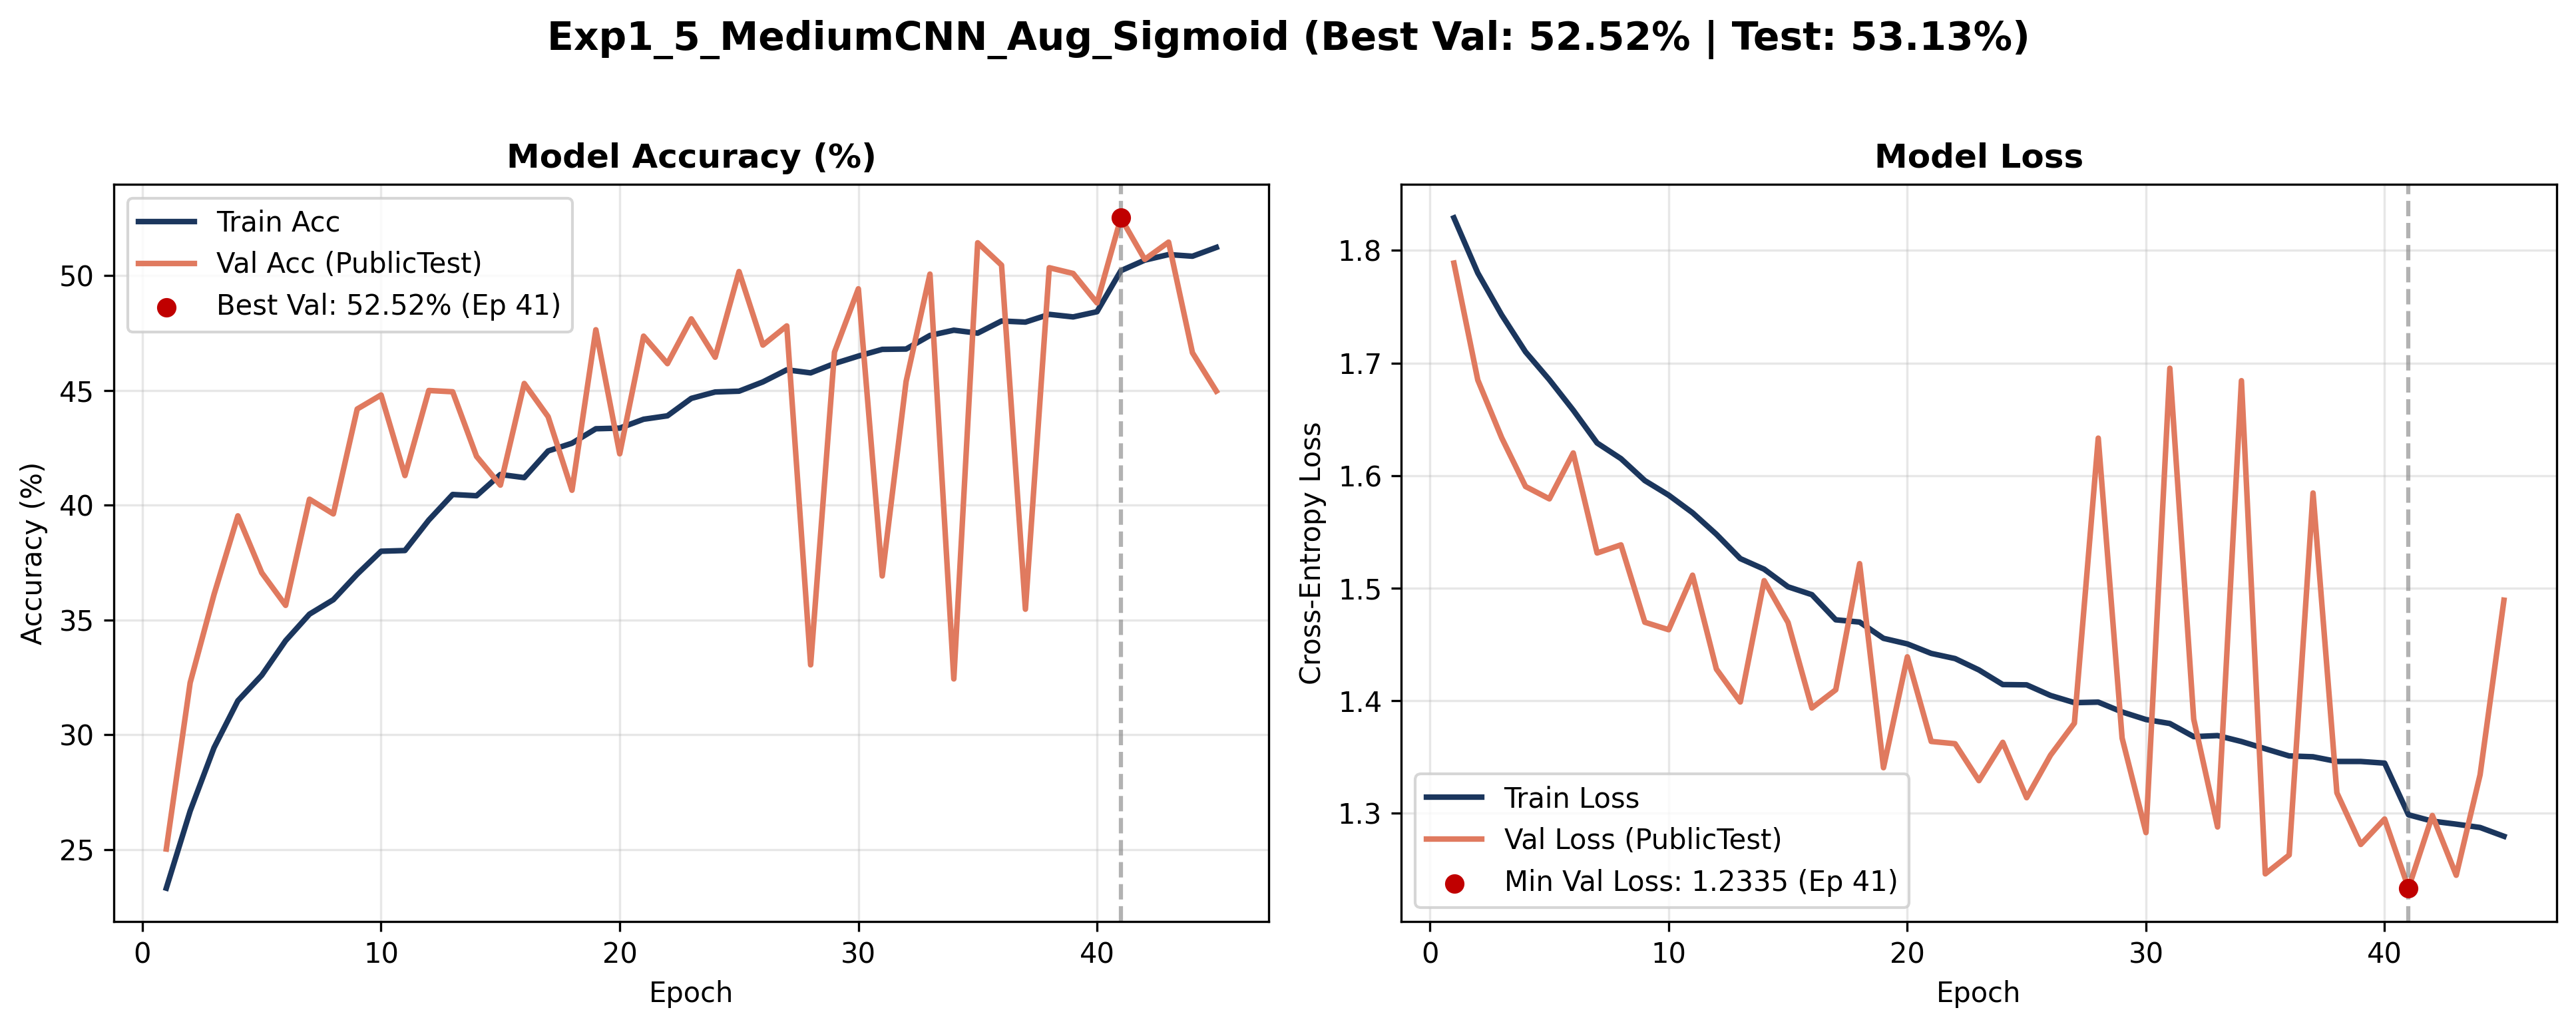 Exp1_5_MediumCNN_Aug_Sigmoid (Best Val: 52.52% | Test: 53.13%)
Model Accuracy (%)
Train Acc
Val Acc (PublicTest)
Best Val: 52.52% (Ep 41)
Accuracy (%)
50
45
40
35
30
25
0 10 20 30 40
Epoch
Model Loss
Cross-Entropy Loss
1.8
1.7
1.6
1.5
1.4
1.3
Train Loss
Val Loss (PublicTest)
Min Val Loss: 1.2335 (Ep 41)
0 10 20 30 40
Epoch